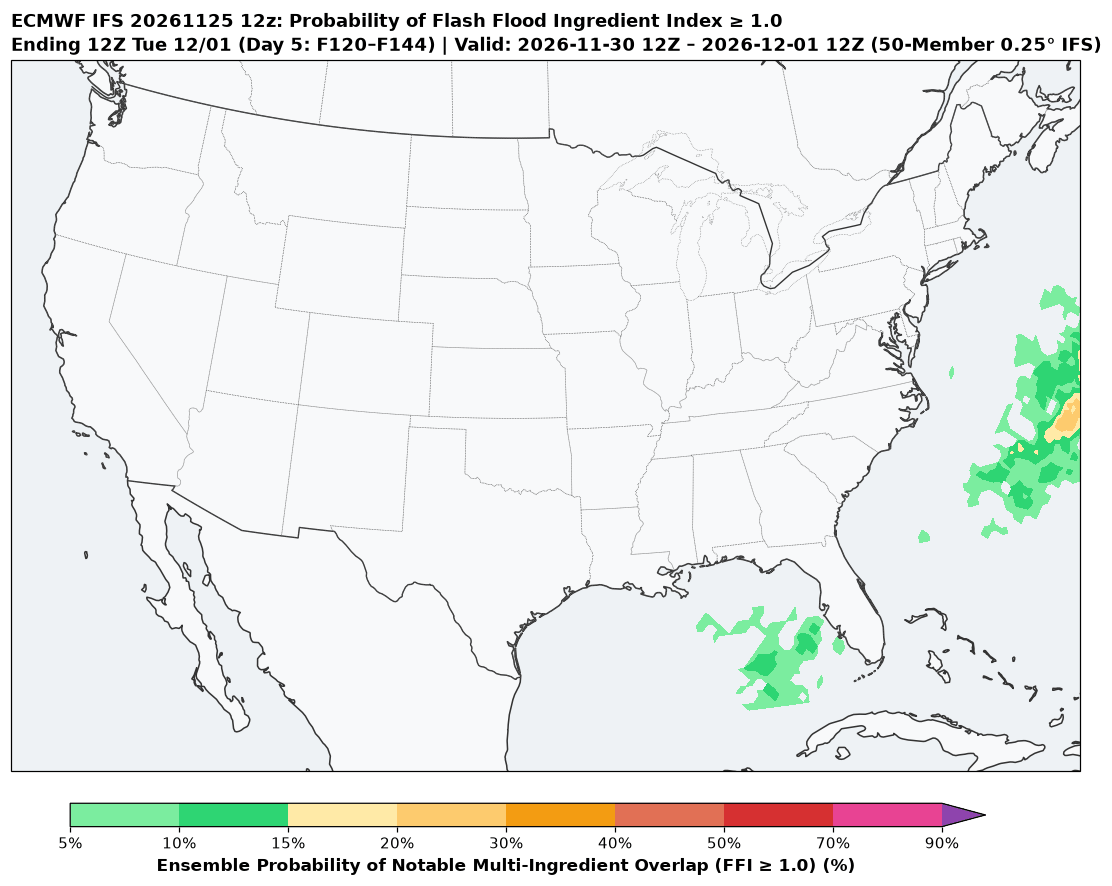 ECMWF IFS 20261125 12z: Probability of Flash Flood Ingredient Index ≥ 1.0
Ending 12Z Tue 12/01 (Day 5: F120–F144) | Valid: 2026-11-30 12Z – 2026-12-01 12Z (50-Member 0.25° IFS)
5% 10% 15% 20% 30% 40% 50% 70% 90%
Ensemble Probability of Notable Multi-Ingredient Overlap (FFI ≥ 1.0) (%)